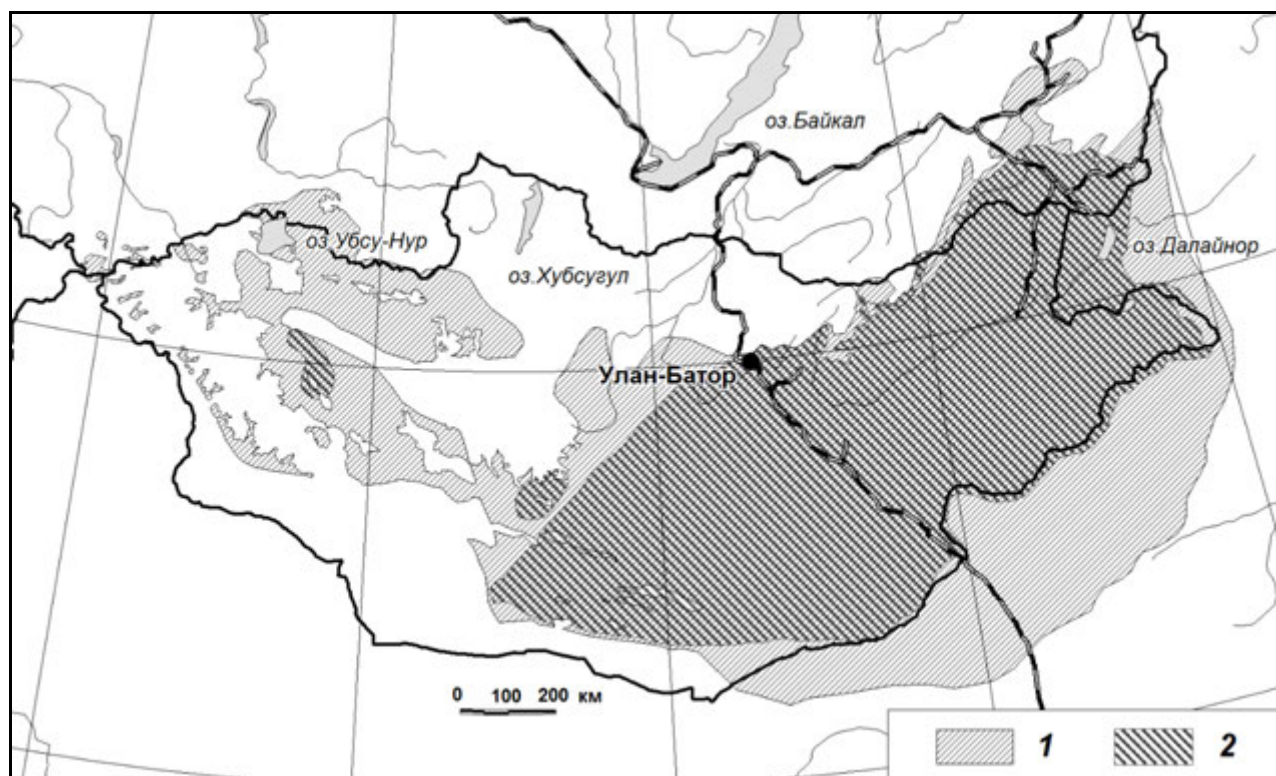 оз.Байкал
оз.Убсу-Нур
оз.Хубсугул
оз.Далайнор
Улан-Батор
0 100 200 км
1 2